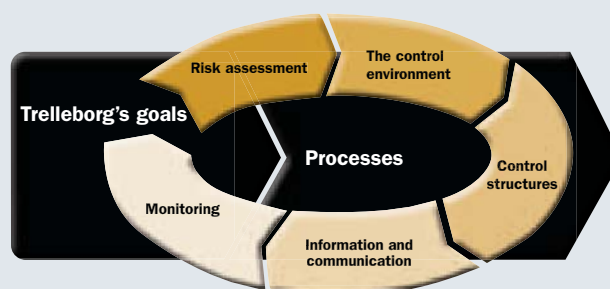 Risk assessment
The control
environment
Trelleborg's goals
Processes
Control
structures
Monitoring
Information and
communication